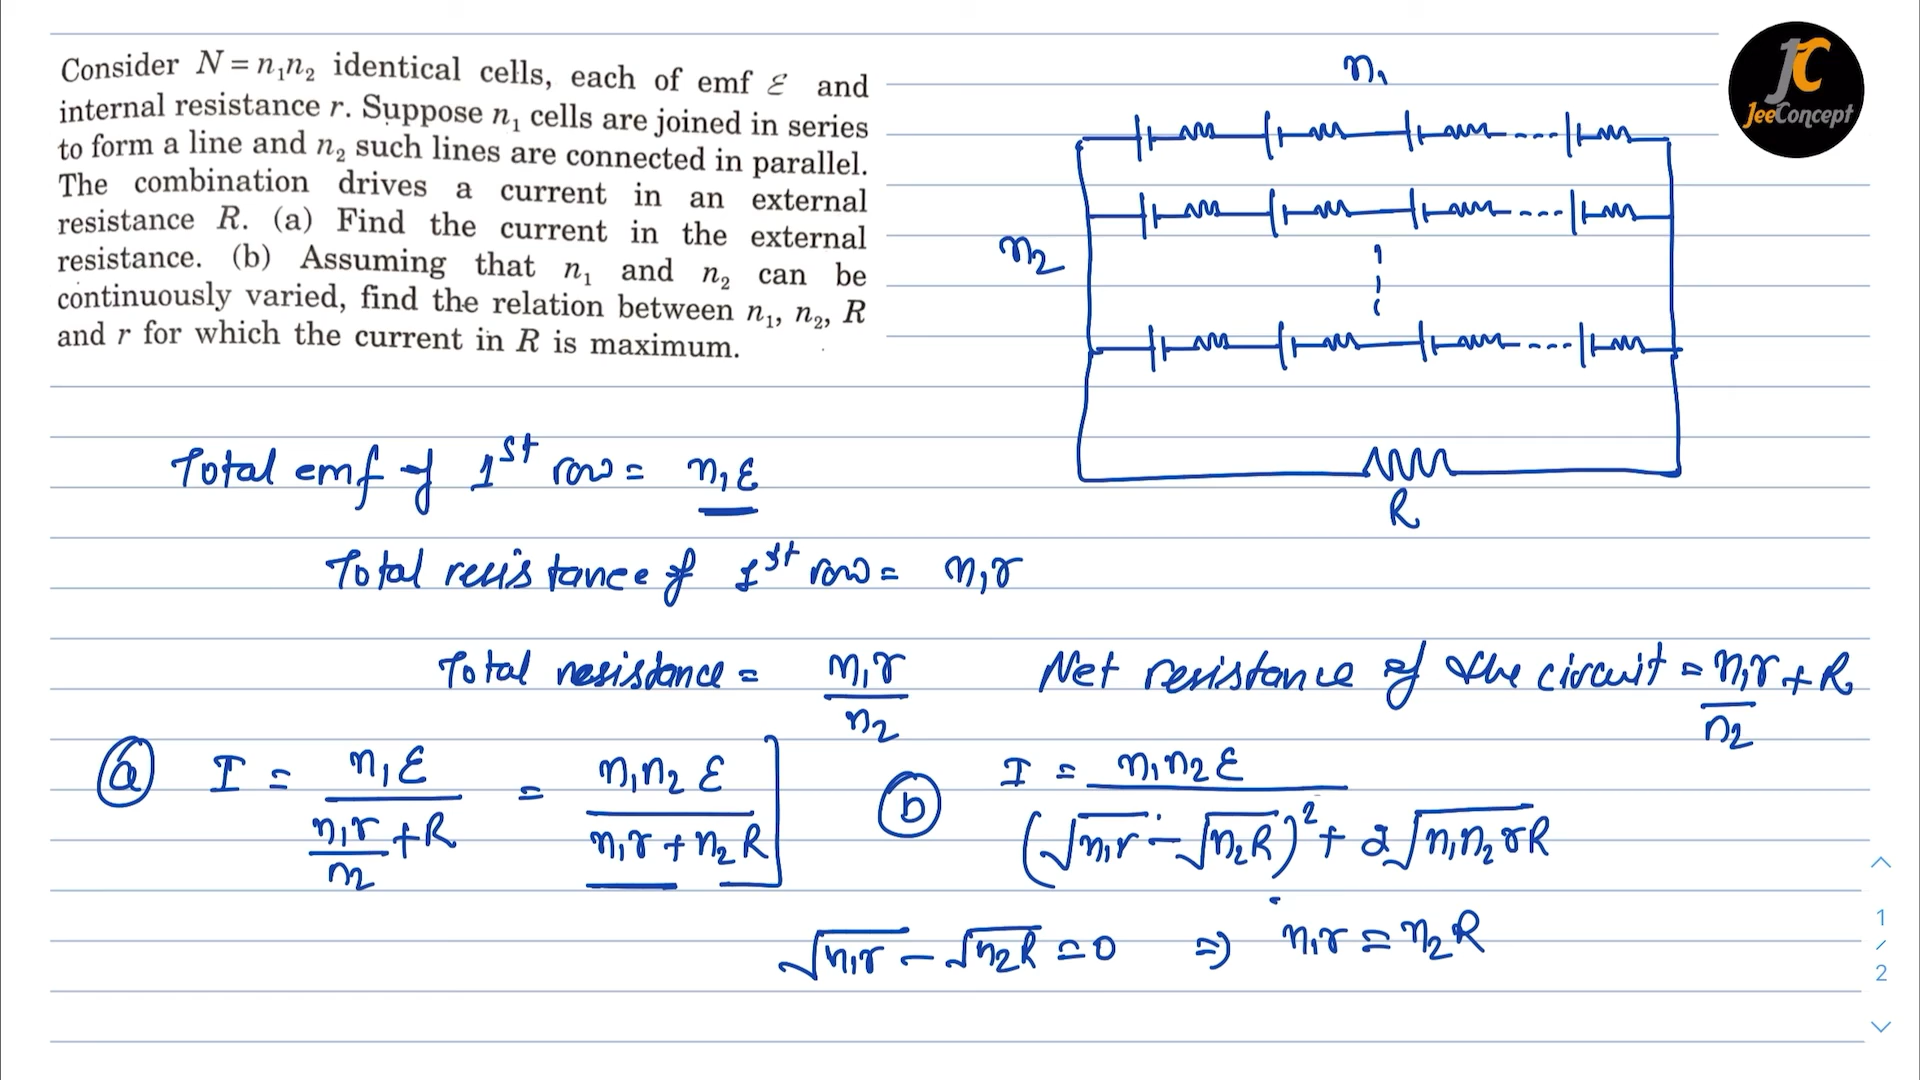 Consider N = n₁n₂ identical cells, each of emf ℰ and
internal resistance r. Suppose n₁ cells are joined in series
to form a line and n₂ such lines are connected in parallel.
The combination drives a current in an external
resistance R. (a) Find the current in the external
resistance. (b) Assuming that n₁ and n₂ can be
continuously varied, find the relation between n₁, n₂, R
and r for which the current in R is maximum.
n₁
n₂
R
JC
JeeConcept
Total emf of 1st row = n₁ε
Total resistance of 1st row = n₁r
Total resistance = n₁r/n₂
Net resistance of the circuit = n₁r/n₂ + R
(a) I = n₁ε/(n₁r/n₂ + R) = n₁n₂ε/(n₁r + n₂R)
(b) I = n₁n₂ε/((√n₁r - √n₂R)² + 2√n₁n₂rR)
√n₁r - √n₂R = 0 ⇒ n₁r = n₂R
1
/
2